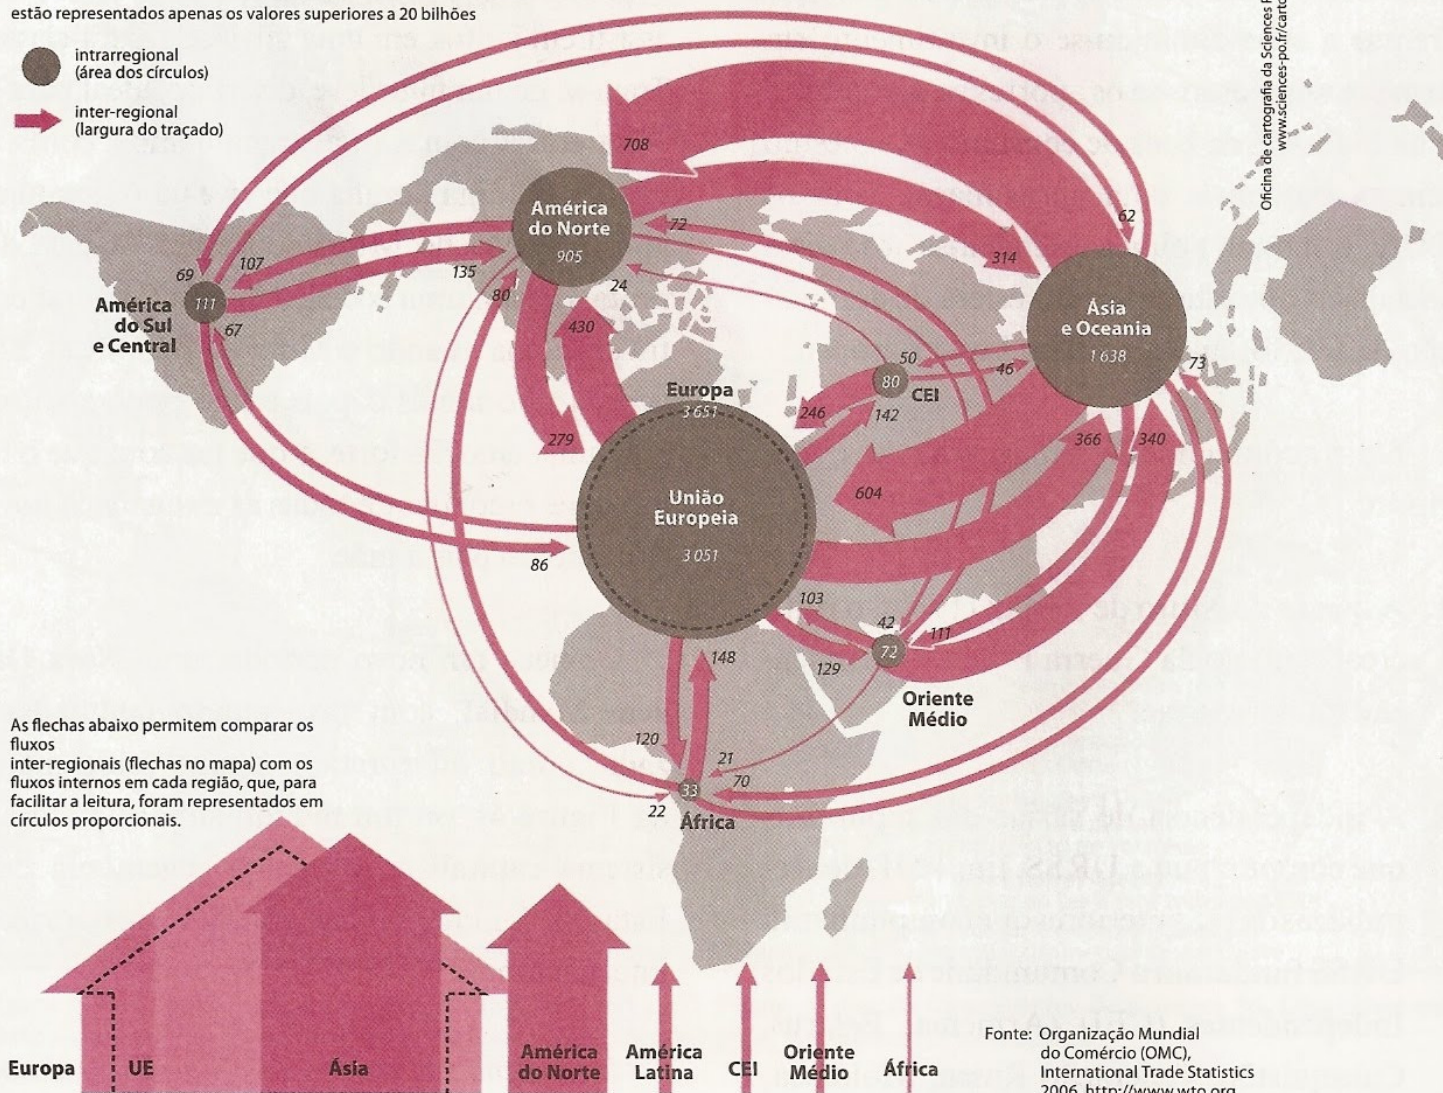 estão representados apenas os valores superiores a 20 bilhões
intrarregional
(área dos círculos)
inter-regional
(largura do traçado)
Oficina de cartografia da Sciences
www.sciences-po.fr/carto
708
América
do Norte
905
72
62
314
69
107
135
80
24
América
do Sul
e Central
111
67
430
Ásia
e Oceania
1 638
50
46
73
80
CEI
Europa
3 651
246
142
279
366
340
604
União
Europeia
3 051
86
103
42
111
72
129
Oriente
Médio
148
120
21
70
33
22
África
As flechas abaixo permitem comparar os
fluxos
inter-regionais (flechas no mapa) com os
fluxos internos em cada região, que, para
facilitar a leitura, foram representados em
círculos proporcionais.
Europa
UE
Ásia
América
do Norte
América
Latina
CEI
Oriente
Médio
África
Fonte: Organização Mundial
do Comércio (OMC),
International Trade Statistics
2006, http://www.wto.org